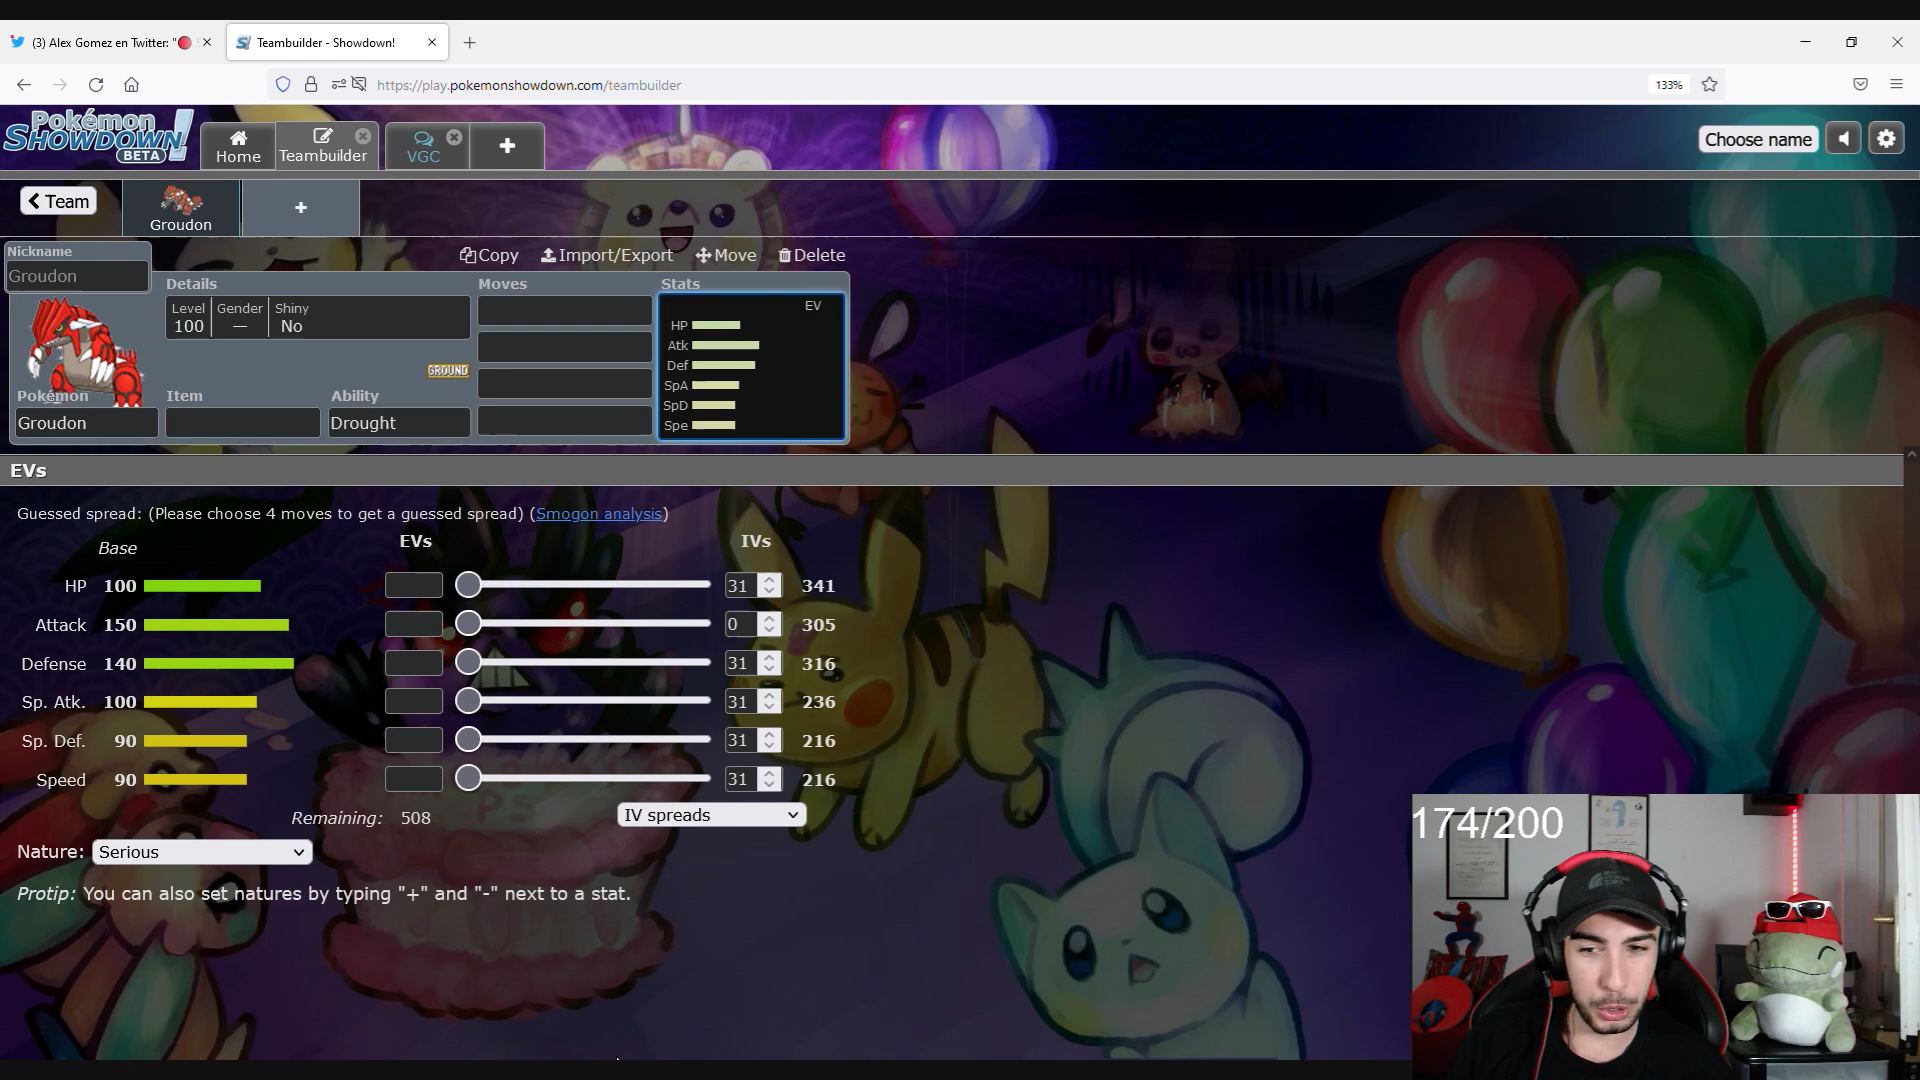 (3) Alex Gomez en Twitter: "
Teambuilder - Showdown!
https://play.pokemonshowdown.com/teambuilder
133%
Pokémon
SHOWDOWN!
BETA
Home
Teambuilder
VGC
Choose name
Team
Groudon
Nickname
Groudon
Copy
Import/Export
Move
Delete
Details
Moves
Stats
Level
Gender
Shiny
100
—
No
EV
HP
Atk
Def
SpA
SpD
Spe
GROUND
Pokémon
Item
Ability
Groudon
Drought
EVs
Guessed spread: (Please choose 4 moves to get a guessed spread) (Smogon analysis)
Base
EVs
IVs
HP 100 31 341
Attack 150 0 305
Defense 140 31 316
Sp. Atk. 100 31 236
Sp. Def. 90 31 216
Speed 90 31 216
Remaining: 508
IV spreads
Nature: Serious
Protip: You can also set natures by typing "+" and "-" next to a stat.
PS
174/200